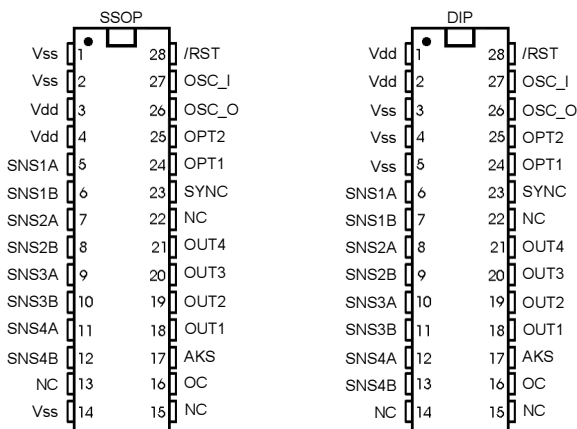 SSOP
Vss 1 28 /RST
Vss 2 27 OSC_I
Vdd 3 26 OSC_O
Vdd 4 25 OPT2
SNS1A 5 24 OPT1
SNS1B 6 23 SYNC
SNS2A 7 22 NC
SNS2B 8 21 OUT4
SNS3A 9 20 OUT3
SNS3B 10 19 OUT2
SNS4A 11 18 OUT1
SNS4B 12 17 AKS
NC 13 16 OC
Vss 14 15 NC
DIP
Vdd 1 28 /RST
Vdd 2 27 OSC_I
Vss 3 26 OSC_O
Vss 4 25 OPT2
Vss 5 24 OPT1
SNS1A 6 23 SYNC
SNS1B 7 22 NC
SNS2A 8 21 OUT4
SNS2B 9 20 OUT3
SNS3A 10 19 OUT2
SNS3B 11 18 OUT1
SNS4A 12 17 AKS
SNS4B 13 16 OC
NC 14 15 NC